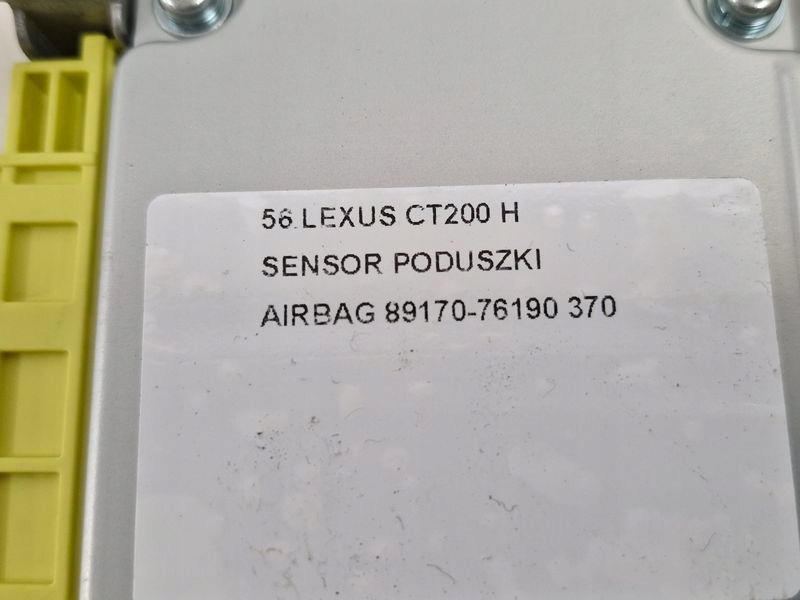 56.LEXUS CT200 H
SENSOR PODUSZKI
AIRBAG 89170-76190 370